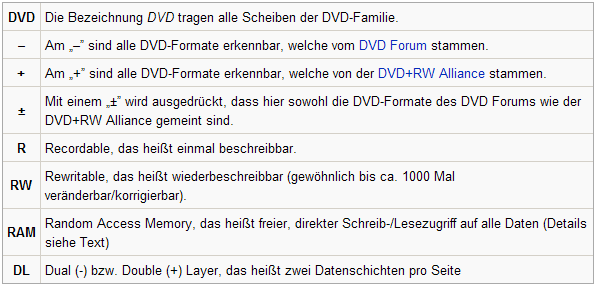 DVD Die Bezeichnung DVD tragen alle Scheiben der DVD-Familie.
– Am „–” sind alle DVD-Formate erkennbar, welche vom DVD Forum stammen.
+ Am „+” sind alle DVD-Formate erkennbar, welche von der DVD+RW Alliance stammen.
± Mit einem „±” wird ausgedrückt, dass hier sowohl die DVD-Formate des DVD Forums wie der
DVD+RW Alliance gemeint sind.
R Recordable, das heißt einmal beschreibbar.
RW Rewritable, das heißt wiederbeschreibbar (gewöhnlich bis ca. 1000 Mal
veränderbar/korrigierbar).
RAM Random Access Memory, das heißt freier, direkter Schreib-/Lesezugriff auf alle Daten (Details
siehe Text)
DL Dual (-) bzw. Double (+) Layer, das heißt zwei Datenschichten pro Seite